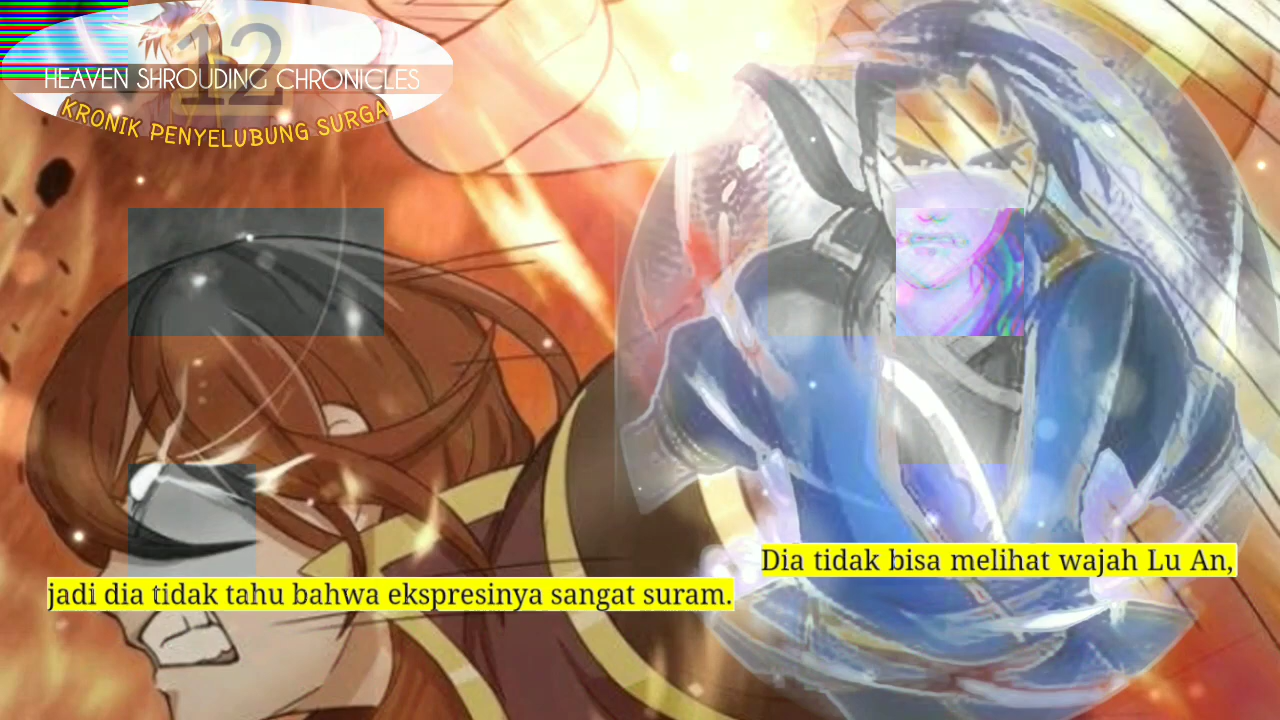 12
HEAVEN SHROUDING CHRONICLES
KRONIK PENYELUBUNG SURGA
Dia tidak bisa melihat wajah Lu An,
jadi dia tidak tahu bahwa ekspresinya sangat suram.